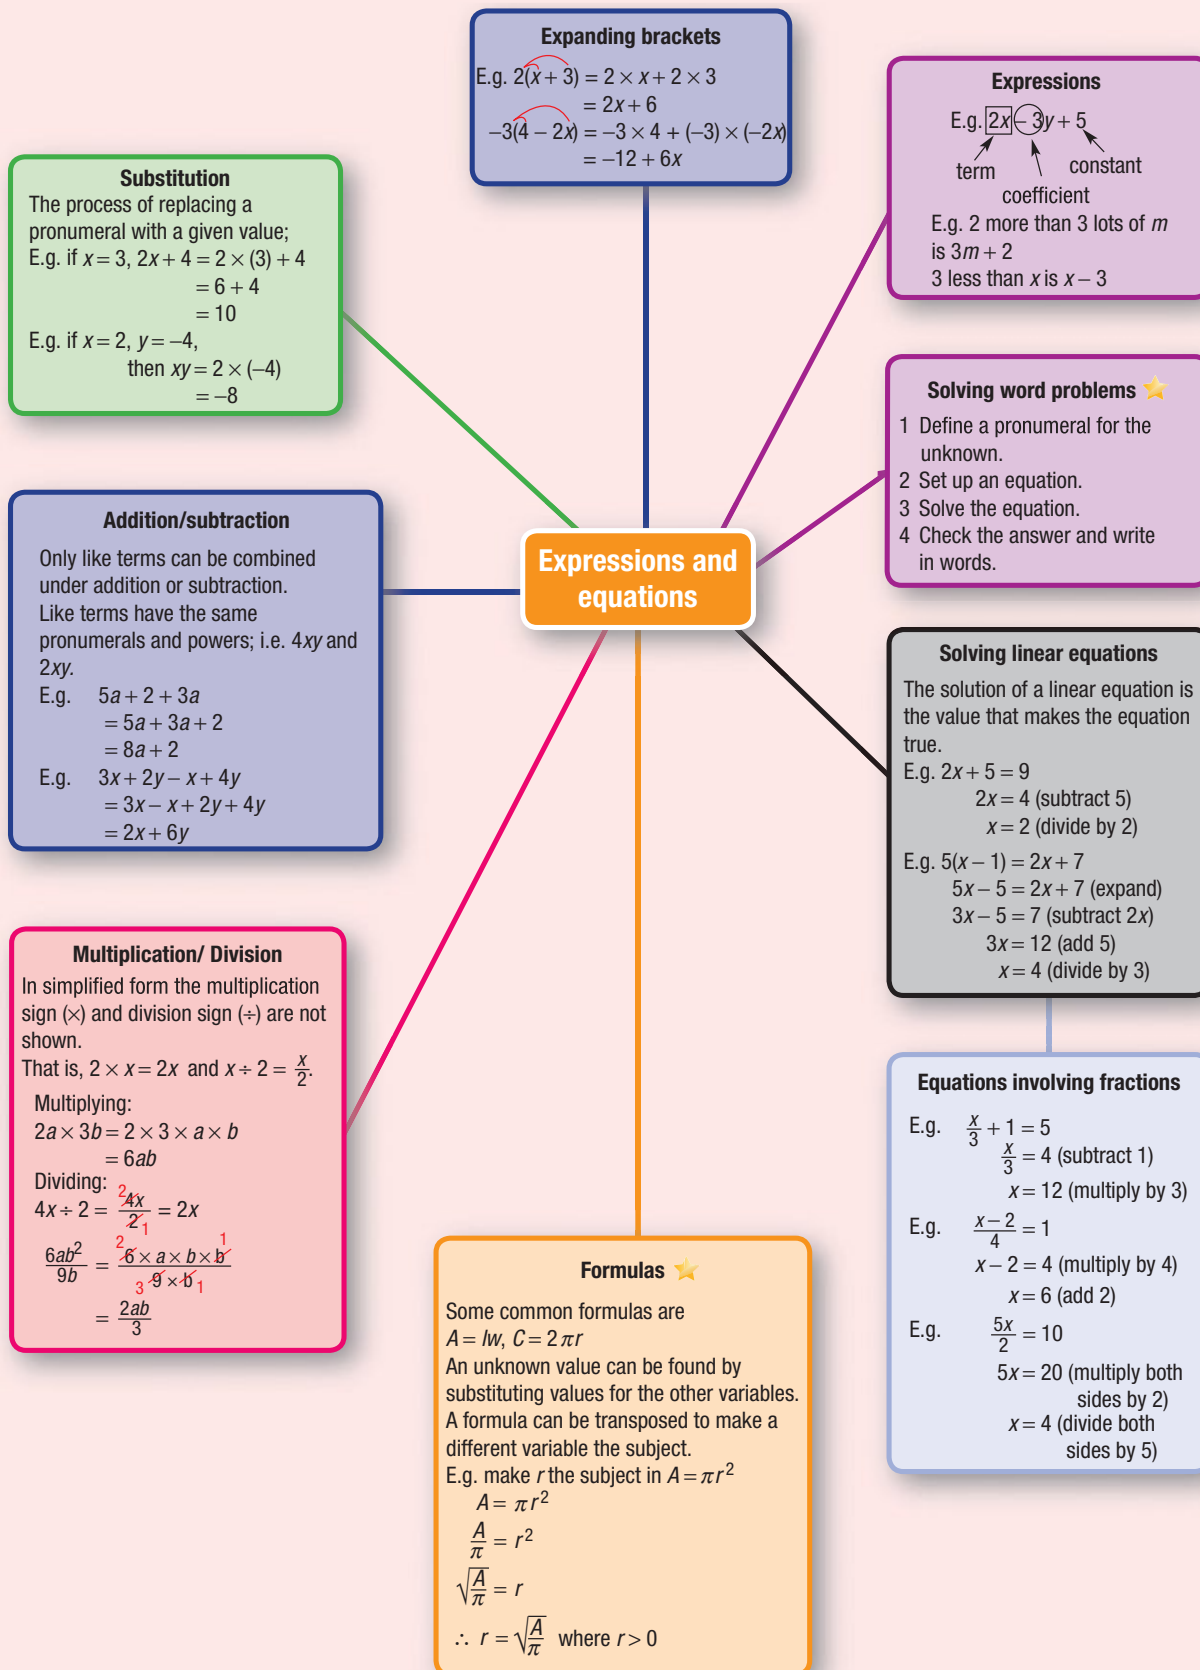 Expanding brackets
E.g. 2(x + 3) = 2 × x + 2 × 3
= 2x + 6
−3(4 − 2x) = −3 × 4 + (−3) × (−2x)
= −12 + 6x
Expressions
E.g. 2x − 3y + 5
term
coefficient
constant
E.g. 2 more than 3 lots of m
is 3m + 2
3 less than x is x − 3
Substitution
The process of replacing a
pronumeral with a given value;
E.g. if x = 3, 2x + 4 = 2 × (3) + 4
= 6 + 4
= 10
E.g. if x = 2, y = −4,
then xy = 2 × (−4)
= −8
Solving word problems
1 Define a pronumeral for the
unknown.
2 Set up an equation.
3 Solve the equation.
4 Check the answer and write
in words.
Addition/subtraction
Only like terms can be combined
under addition or subtraction.
Like terms have the same
pronumerals and powers; i.e. 4xy and
2xy.
E.g. 5a + 2 + 3a
= 5a + 3a + 2
= 8a + 2
E.g. 3x + 2y − x + 4y
= 3x − x + 2y + 4y
= 2x + 6y
Expressions and
equations
Solving linear equations
The solution of a linear equation is
the value that makes the equation
true.
E.g. 2x + 5 = 9
2x = 4 (subtract 5)
x = 2 (divide by 2)
E.g. 5(x − 1) = 2x + 7
5x − 5 = 2x + 7 (expand)
3x − 5 = 7 (subtract 2x)
3x = 12 (add 5)
x = 4 (divide by 3)
Multiplication/ Division
In simplified form the multiplication
sign (×) and division sign (÷) are not
shown.
That is, 2 × x = 2x and x ÷ 2 = x/2.
Multiplying:
2a × 3b = 2 × 3 × a × b
= 6ab
Dividing:
4x ÷ 2 = ²4x/2₁ = 2x
6ab²/9b = ²6 × a × b × b¹/₃9 × b₁
= 2ab/3
Equations involving fractions
E.g. x/3 + 1 = 5
x/3 = 4 (subtract 1)
x = 12 (multiply by 3)
E.g. (x − 2)/4 = 1
x − 2 = 4 (multiply by 4)
x = 6 (add 2)
E.g. 5x/2 = 10
5x = 20 (multiply both
sides by 2)
x = 4 (divide both
sides by 5)
Formulas
Some common formulas are
A = lw, C = 2πr
An unknown value can be found by
substituting values for the other variables.
A formula can be transposed to make a
different variable the subject.
E.g. make r the subject in A = πr²
A = πr²
A/π = r²
√(A/π) = r
∴ r = √(A/π) where r > 0